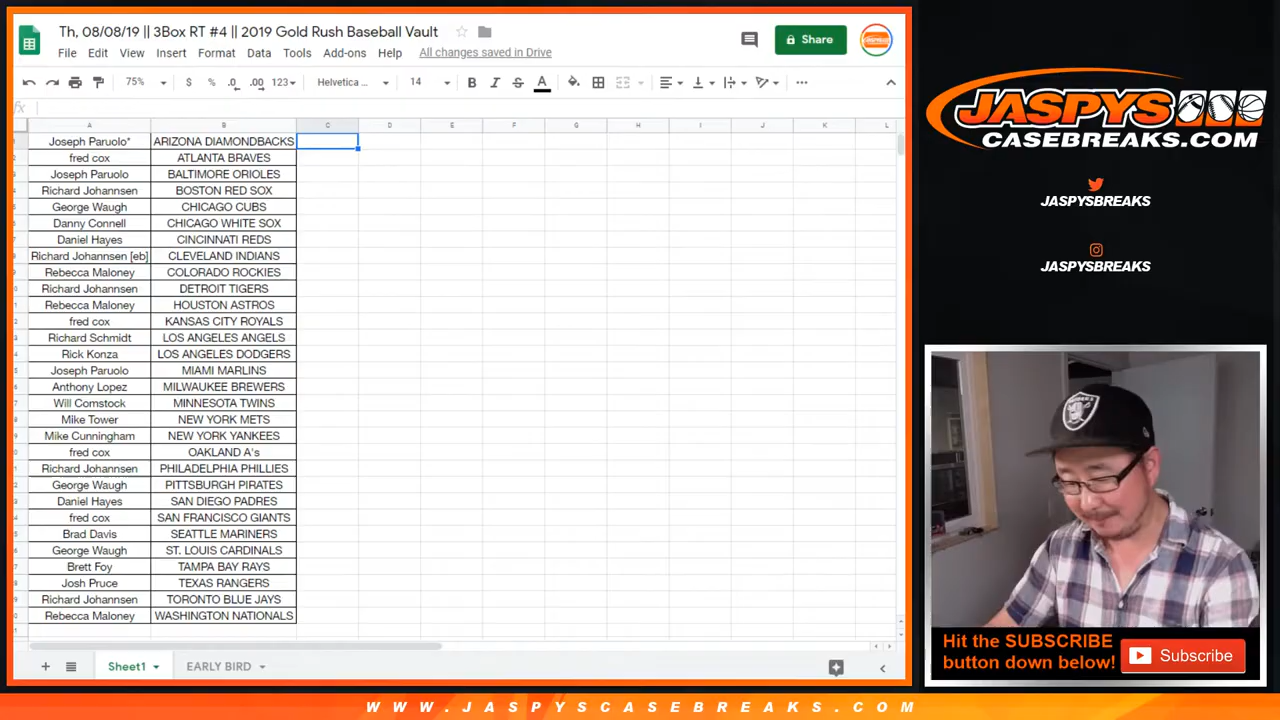 Th, 08/08/19 || 3Box RT #4 || 2019 Gold Rush Baseball Vault
File Edit View Insert Format Data Tools Add-ons Help All changes saved in Drive
Share
75% $ % .0 .00 123 Helvetica ... 14 B I S A
fx
A B C D E F G H I J K L
Joseph Paruolo* ARIZONA DIAMONDBACKS
fred cox ATLANTA BRAVES
Joseph Paruolo BALTIMORE ORIOLES
Richard Johannsen BOSTON RED SOX
George Waugh CHICAGO CUBS
Danny Connell CHICAGO WHITE SOX
Daniel Hayes CINCINNATI REDS
Richard Johannsen [eb] CLEVELAND INDIANS
Rebecca Maloney COLORADO ROCKIES
Richard Johannsen DETROIT TIGERS
Rebecca Maloney HOUSTON ASTROS
fred cox KANSAS CITY ROYALS
Richard Schmidt LOS ANGELES ANGELS
Rick Konza LOS ANGELES DODGERS
Joseph Paruolo MIAMI MARLINS
Anthony Lopez MILWAUKEE BREWERS
Will Comstock MINNESOTA TWINS
Mike Tower NEW YORK METS
Mike Cunningham NEW YORK YANKEES
fred cox OAKLAND A's
Richard Johannsen PHILADELPHIA PHILLIES
George Waugh PITTSBURGH PIRATES
Daniel Hayes SAN DIEGO PADRES
fred cox SAN FRANCISCO GIANTS
Brad Davis SEATTLE MARINERS
George Waugh ST. LOUIS CARDINALS
Brett Foy TAMPA BAY RAYS
Josh Pruce TEXAS RANGERS
Richard Johannsen TORONTO BLUE JAYS
Rebecca Maloney WASHINGTON NATIONALS
Sheet1 EARLY BIRD
JASPYS
CASEBREAKS.COM
JASPYSBREAKS
JASPYSBREAKS
RAIDERS
Hit the SUBSCRIBE
button down below!
Subscribe
WWW.JASPYSCASEBREAKS.COM